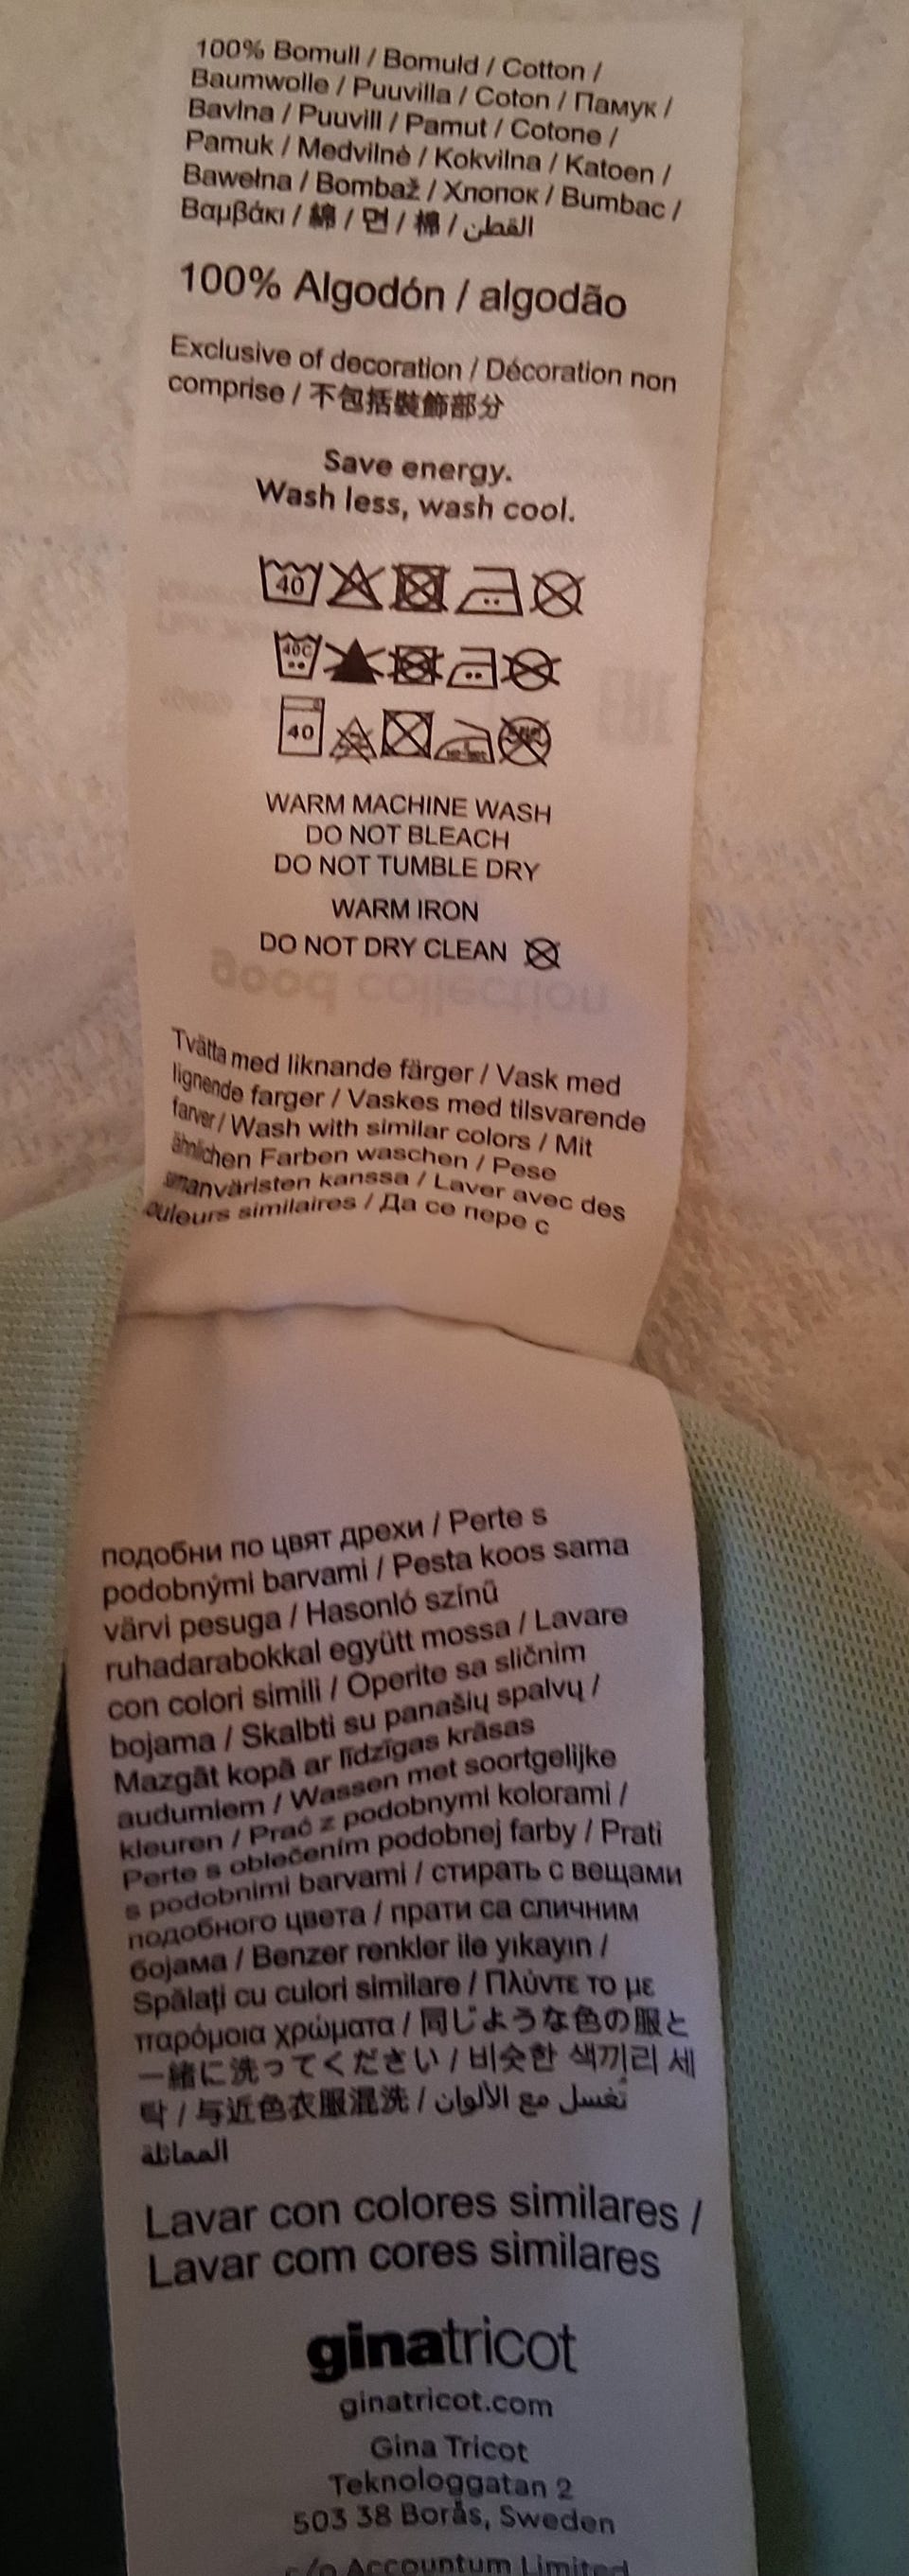 100% Bomull / Bomuld / Cotton /
Baumwolle / Puuvilla / Coton / Памук /
Bavlna / Puuvill / Pamut / Cotone /
Pamuk / Medvilnė / Kokvilna / Katoen /
Bawełna / Bombaž / Хлопок / Bumbac /
Βαμβάκι / 綿 / 면 / 棉 / القطن
100% Algodón / algodão
Exclusive of decoration / Décoration non
comprise / 不包括裝飾部分
Save energy.
Wash less, wash cool.
40
40C
40
WARM MACHINE WASH
DO NOT BLEACH
DO NOT TUMBLE DRY
WARM IRON
DO NOT DRY CLEAN
good collection
Tvätta med liknande färger / Vask med
lignende farger / Vaskes med tilsvarende
farver / Wash with similar colors / Mit
ähnlichen Farben waschen / Pese
samanväristen kanssa / Laver avec des
couleurs similaires / Да се пере с
подобни по цвят дрехи / Perte s
podobnými barvami / Pesta koos sama
värvi pesuga / Hasonló színű
ruhadarabokkal együtt mossa / Lavare
con colori simili / Operite sa sličnim
bojama / Skalbti su panašių spalvų /
Mazgāt kopā ar līdzīgas krāsas
audumiem / Wassen met soortgelijke
kleuren / Prać z podobnymi kolorami /
Perte s oblečením podobnej farby / Prati
s podobnimi barvami / стирать с вещами
подобного цвета / прати са сличним
бојама / Benzer renkler ile yıkayın /
Spălați cu culori similare / Πλύντε το με
παρόμοια χρώματα / 同じような色の服と
一緒に洗ってください / 비슷한 색끼리 세
탁 / 与近色衣服混洗 / تغسل مع الألوان
المماثلة
Lavar con colores similares /
Lavar com cores similares
ginatricot
ginatricot.com
Gina Tricot
Teknologgatan 2
503 38 Borås, Sweden
c/o Accountum Limited